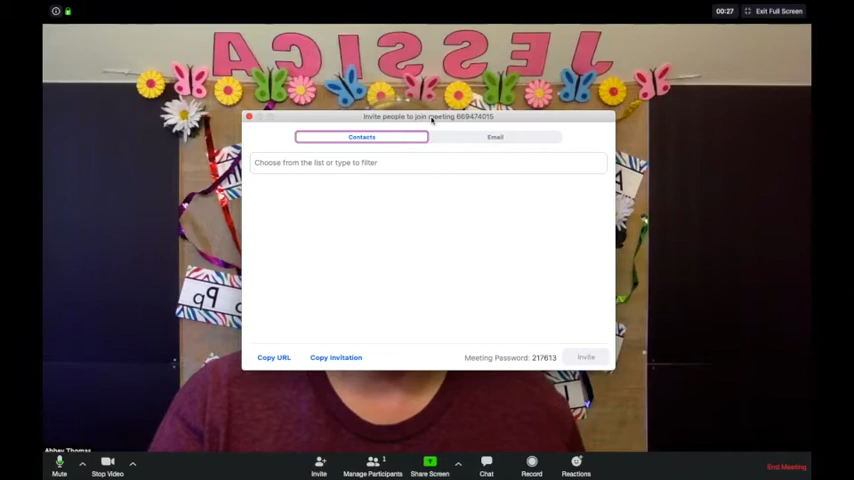 00:27 Exit Full Screen
JESSICA
Invite people to join meeting 669474015
Contacts Email
Choose from the list or type to filter
Copy URL Copy Invitation Meeting Password: 217613 Invite
Abbey Thomas
Mute Stop Video Invite Manage Participants 1 Share Screen Chat Record Reactions End Meeting